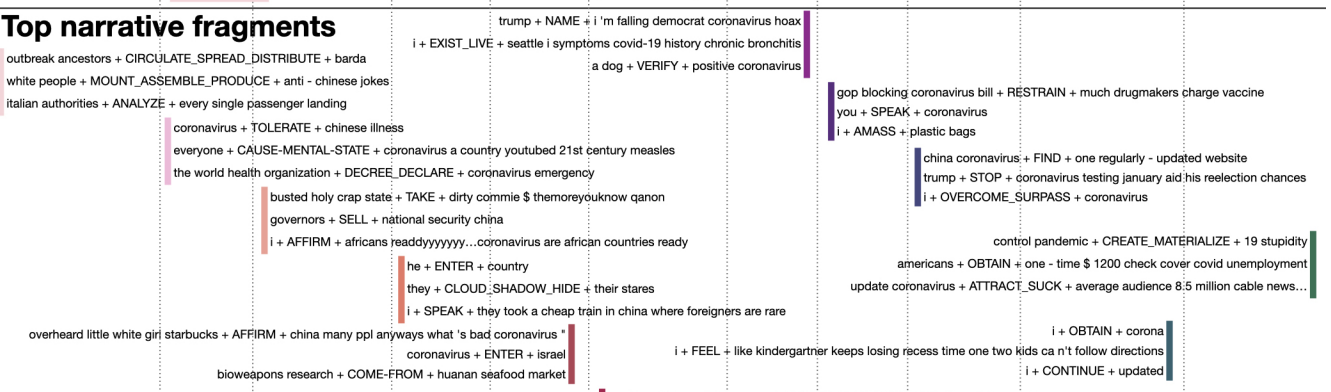 Top narrative fragments
outbreak ancestors + CIRCULATE_SPREAD_DISTRIBUTE + barda
white people + MOUNT_ASSEMBLE_PRODUCE + anti - chinese jokes
italian authorities + ANALYZE + every single passenger landing
coronavirus + TOLERATE + chinese illness
everyone + CAUSE-MENTAL-STATE + coronavirus a country youtubed 21st century measles
the world health organization + DECREE_DECLARE + coronavirus emergency
busted holy crap state + TAKE + dirty commie $ themoreyouknow qanon
governors + SELL + national security china
i + AFFIRM + africans readdyyyyyy…coronavirus are african countries ready
he + ENTER + country
they + CLOUD_SHADOW_HIDE + their stares
i + SPEAK + they took a cheap train in china where foreigners are rare
overheard little white girl starbucks + AFFIRM + china many ppl anyways what 's bad coronavirus "
coronavirus + ENTER + israel
bioweapons research + COME-FROM + huanan seafood market
trump + NAME + i 'm falling democrat coronavirus hoax
i + EXIST_LIVE + seattle i symptoms covid-19 history chronic bronchitis
a dog + VERIFY + positive coronavirus
gop blocking coronavirus bill + RESTRAIN + much drugmakers charge vaccine
you + SPEAK + coronavirus
i + AMASS + plastic bags
china coronavirus + FIND + one regularly - updated website
trump + STOP + coronavirus testing january aid his reelection chances
i + OVERCOME_SURPASS + coronavirus
control pandemic + CREATE_MATERIALIZE + 19 stupidity
americans + OBTAIN + one - time $ 1200 check cover covid unemployment
update coronavirus + ATTRACT_SUCK + average audience 8.5 million cable news…
i + OBTAIN + corona
i + FEEL + like kindergartner keeps losing recess time one two kids ca n't follow directions
i + CONTINUE + updated